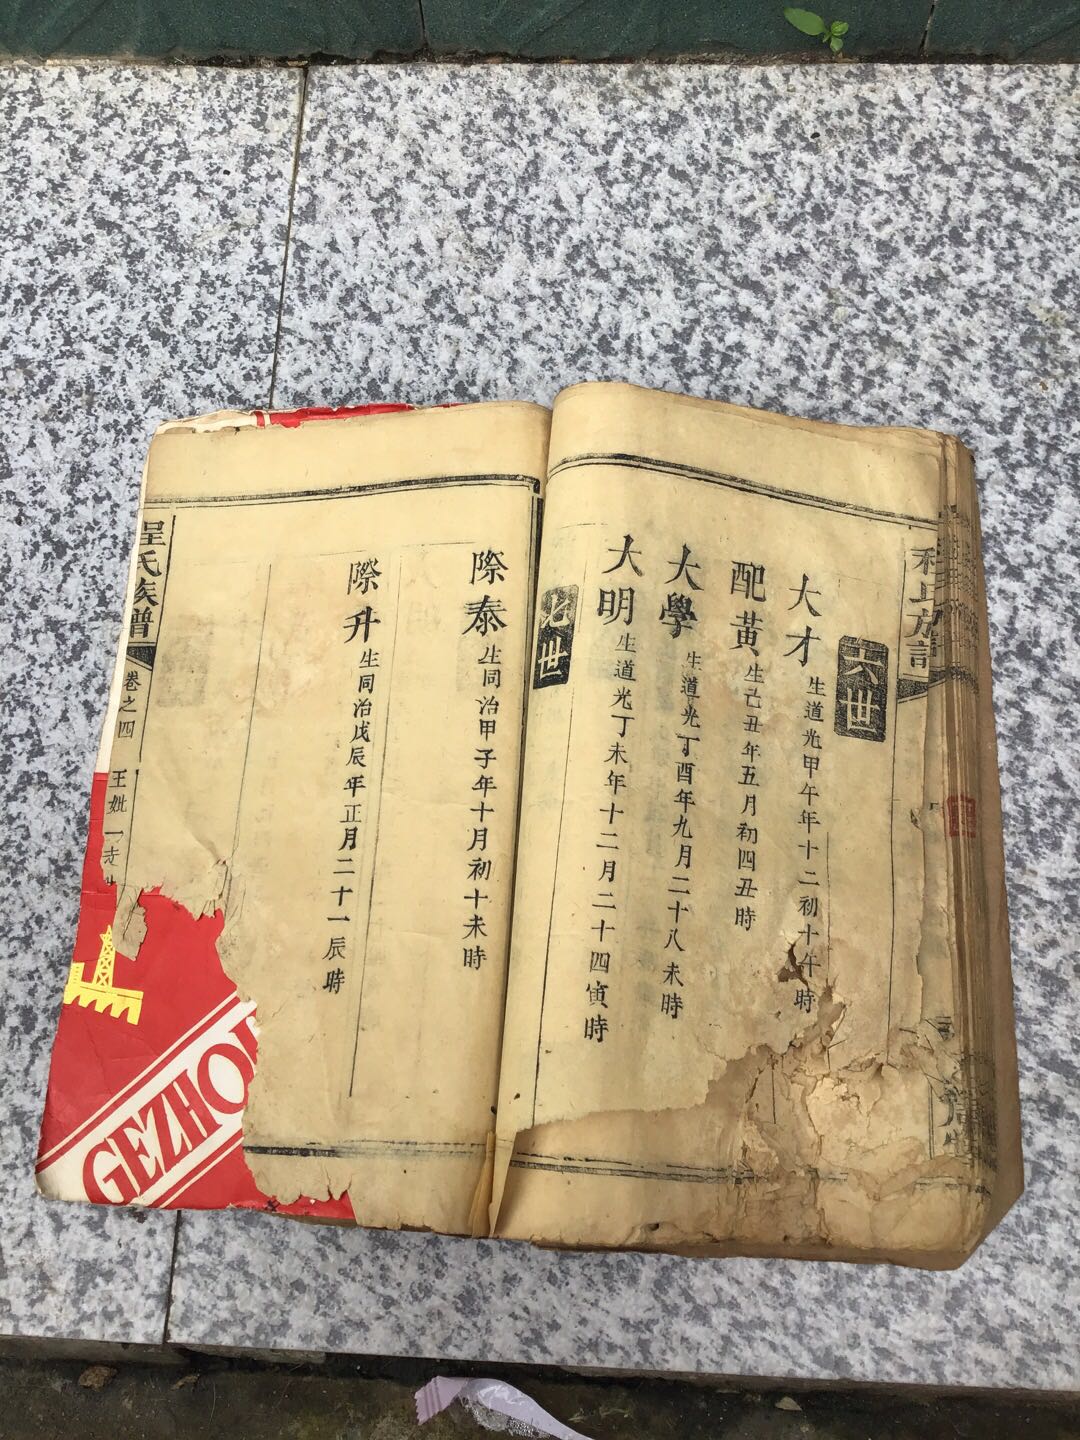 六世
大才生道光甲午年十二初十午時
配黃生己丑年五月初四丑時
大學生道光丁酉年九月二十八未時
大明生道光丁未年十二月二十四寅時
七世
際泰生同治甲子年十月初十未時
際升生同治戊辰年正月二十一辰時
程氏族譜
卷之四
王妣一
GEZHO